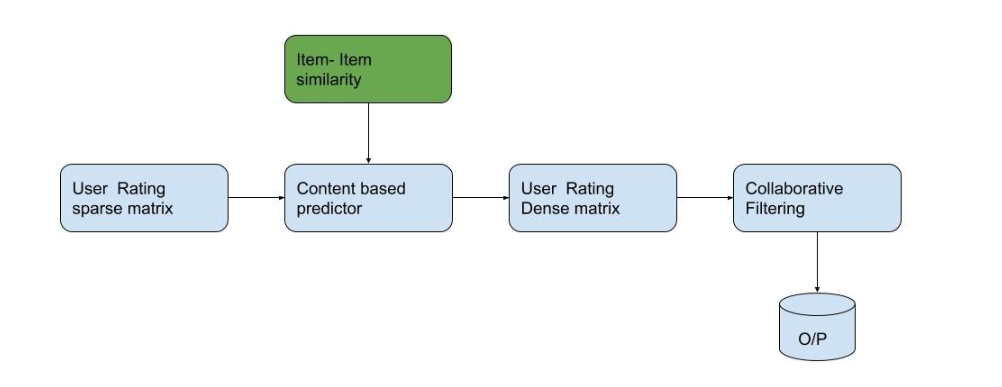 Item- Item
similarity
User Rating
sparse matrix
Content based
predictor
User Rating
Dense matrix
Collaborative
Filtering
O/P